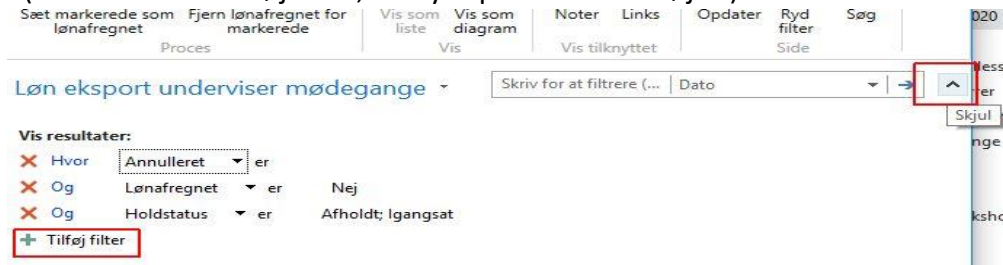 Sæt markerede som Fjern lønafregnet for Vis som Vis som Noter Links Opdater Ryd Søg
lønafregnet markerede liste diagram filter
Proces Vis Vis tilknyttet Side
Løn eksport underviser mødegange Skriv for at filtrere (... Dato
Skjul
Vis resultater:
Hvor Annulleret er
Og Lønafregnet er Nej
Og Holdstatus er Afholdt; Igangsat
Tilføj filter